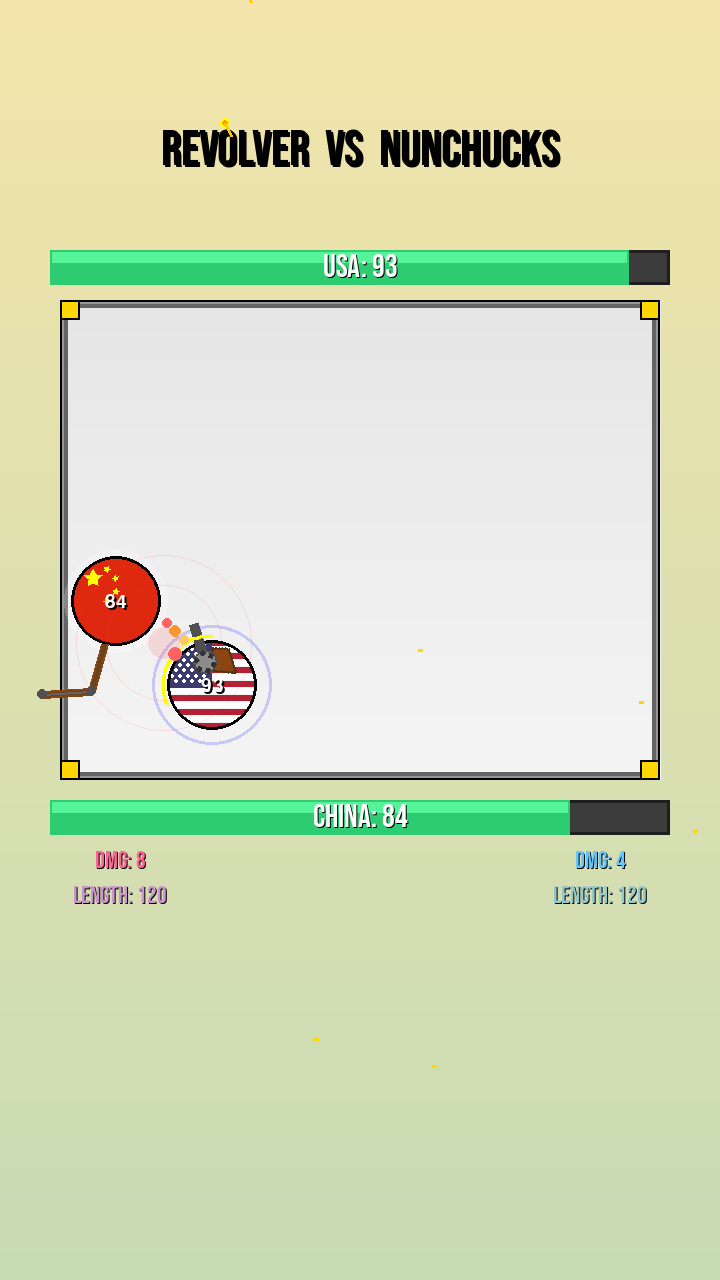 REVOLVER VS NUNCHUCKS
USA: 93
84
93
CHINA: 84
DMG: 8
DMG: 4
LENGTH: 120
LENGTH: 120